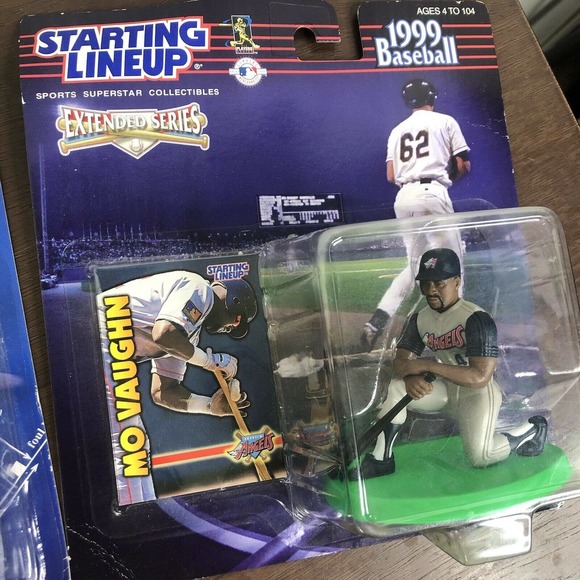 STARTING
LINEUP
SPORTS SUPERSTAR COLLECTIBLES
EXTENDED SERIES
AGES 4 TO 104
1999
Baseball
62
STARTING
LINEUP
MO VAUGHN
ANGELS
ANGELS
foul